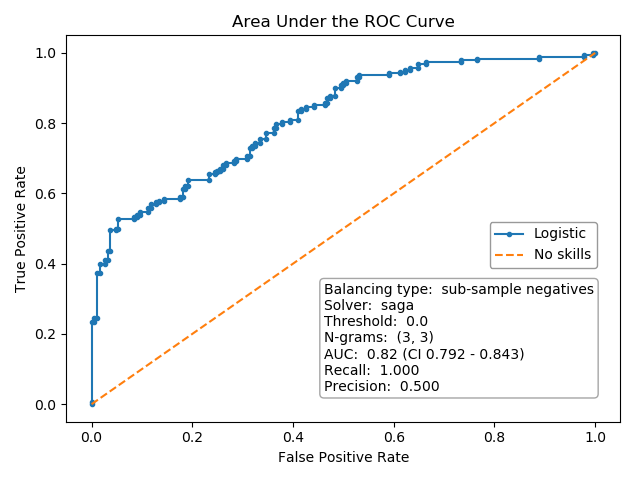 Area Under the ROC Curve
True Positive Rate
1.0
0.8
0.6
0.4
0.2
0.0
Logistic
No skills
Balancing type:  sub-sample negatives
Solver:  saga
Threshold:  0.0
N-grams:  (3, 3)
AUC:  0.82 (CI 0.792 - 0.843)
Recall:  1.000
Precision:  0.500
0.0 0.2 0.4 0.6 0.8 1.0
False Positive Rate